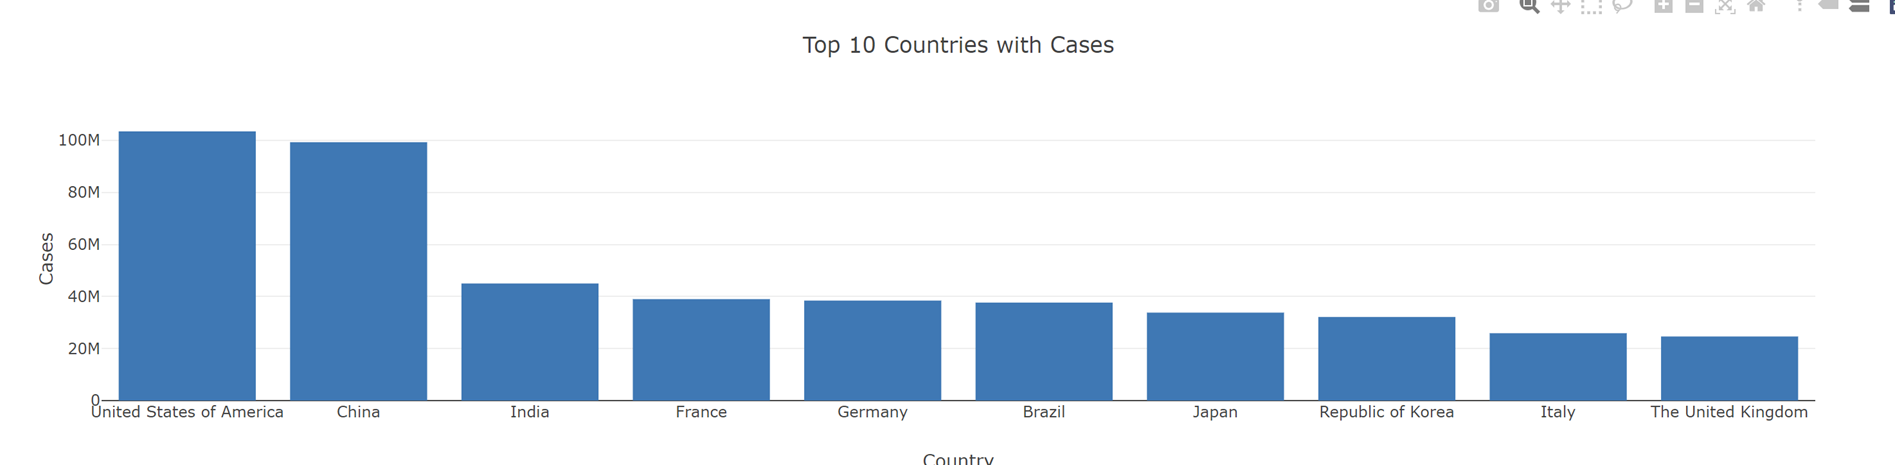 Top 10 Countries with Cases
100M
80M
60M
40M
20M
0
Cases
United States of America
China
India
France
Germany
Brazil
Japan
Republic of Korea
Italy
The United Kingdom
Country